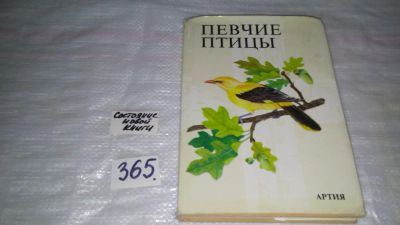 ПЕВЧИЕ
ПТИЦЫ
Состояние
новой
книги
365.
АРТИЯ